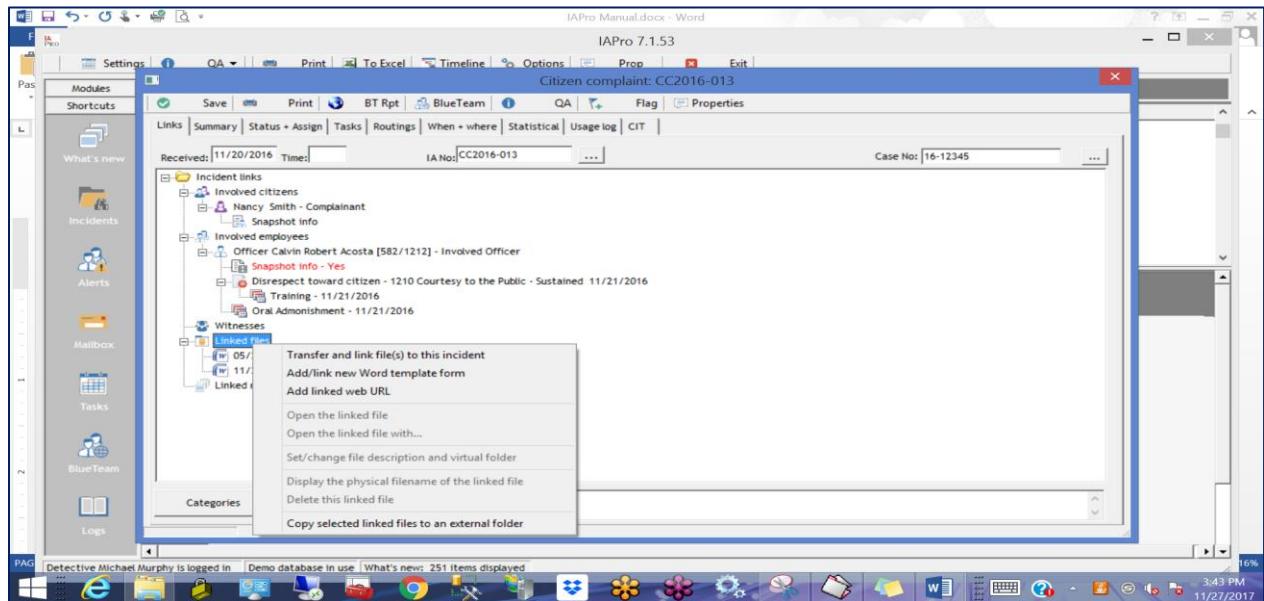 IAPro Manual.docx - Word
F
IA PRO
IAPro 7.1.53
Settings QA Print To Excel Timeline Options Prop Exit
Pas
Citizen complaint: CC2016-013
Modules
Shortcuts
Save Print BT Rpt BlueTeam QA Flag Properties
Links Summary Status + Assign Tasks Routings When + where Statistical Usage log CIT
Received: 11/20/2016 Time: IA No: CC2016-013 ... Case No: 16-12345 ...
What's new
Incidents
Alerts
Mailbox
Tasks
BlueTeam
Logs
Incident links
Involved citizens
Nancy Smith - Complainant
Snapshot info
Involved employees
Officer Calvin Robert Acosta [582/1212] - Involved Officer
Snapshot info - Yes
Disrespect toward citizen - 1210 Courtesy to the Public - Sustained 11/21/2016
Training - 11/21/2016
Oral Admonishment - 11/21/2016
Witnesses
Linked files
05/
11/
Linked
Transfer and link file(s) to this incident
Add/link new Word template form
Add linked web URL
Open the linked file
Open the linked file with...
Set/change file description and virtual folder
Display the physical filename of the linked file
Delete this linked file
Copy selected linked files to an external folder
Categories
PAG
Detective Michael Murphy is logged in Demo database in use What's new: 251 items displayed
16%
3:43 PM
11/27/2017